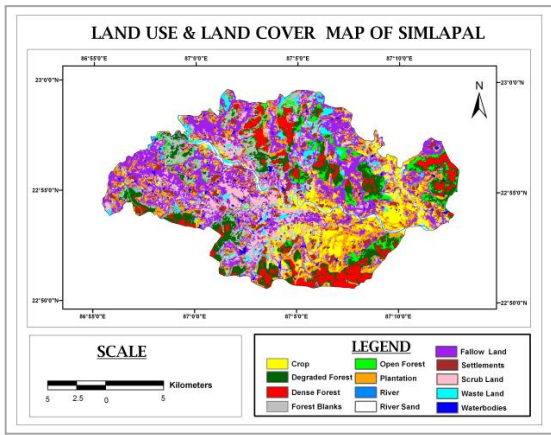 LAND USE & LAND COVER MAP OF SIMLAPAL
86°55'0"E 87°0'0"E 87°5'0"E 87°10'0"E
23°0'0"N 23°0'0"N
N
22°55'0"N 22°55'0"N
22°50'0"N 22°50'0"N
86°55'0"E 87°0'0"E 87°5'0"E 87°10'0"E
SCALE
Kilometers
5 2.5 0 5
LEGEND
Crop
Degraded Forest
Dense Forest
Forest Blanks
Open Forest
Plantation
River
River Sand
Fallow Land
Settlements
Scrub Land
Waste Land
Waterbodies